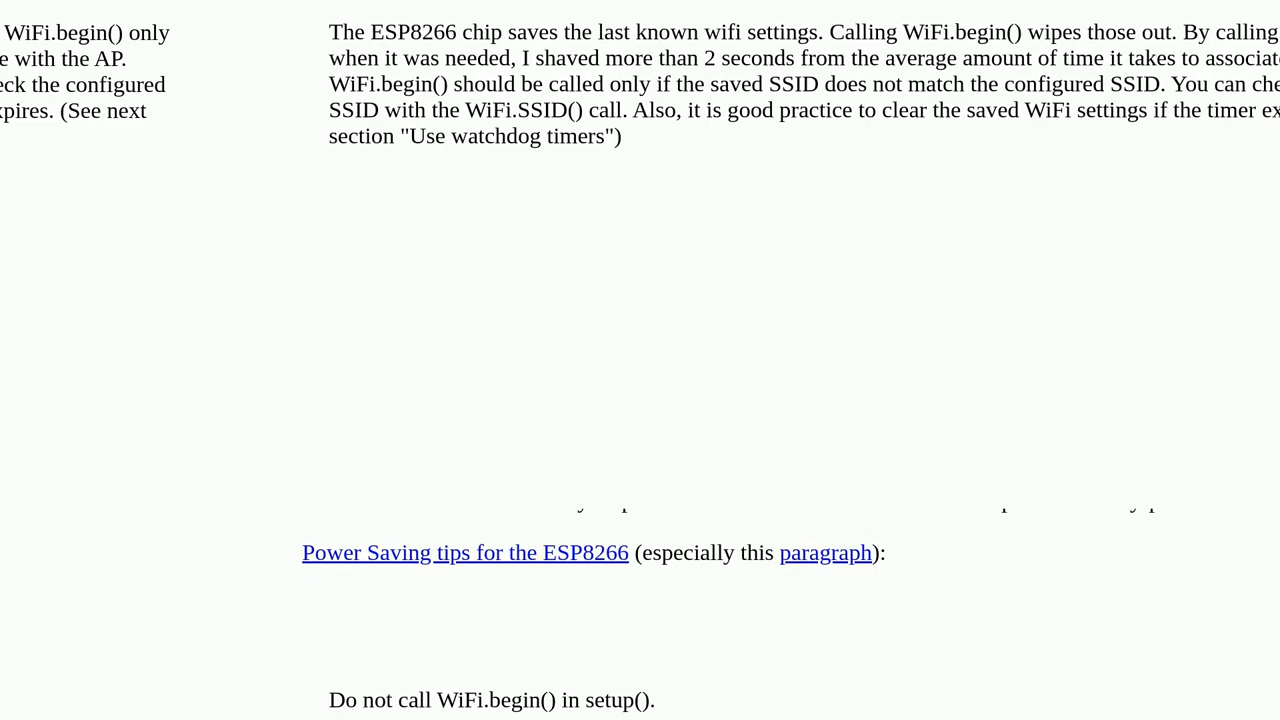 WiFi.begin() only
with the AP.
the configured
(See next
The ESP8266 chip saves the last known wifi settings. Calling WiFi.begin() wipes those out. By calling
when it was needed, I shaved more than 2 seconds from the average amount of time it takes to
WiFi.begin() should be called only if the saved SSID does not match the configured SSID. You can
SSID with the WiFi.SSID() call. Also, it is good practice to clear the saved WiFi settings if the timer
section "Use watchdog timers")
Power Saving tips for the ESP8266 (especially this paragraph):
Do not call WiFi.begin() in setup().